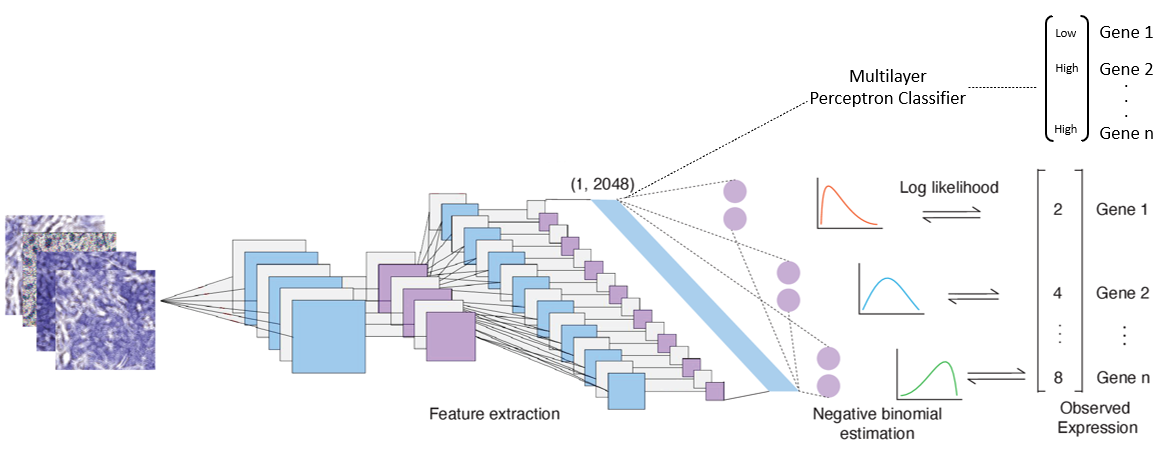 Low Gene 1
High Gene 2
.
.
.
High Gene n
Multilayer
Perceptron Classifier
(1, 2048)
Log likelihood
2 Gene 1
4 Gene 2
. .
. .
. .
8 Gene n
Feature extraction
Negative binomial
estimation
Observed
Expression